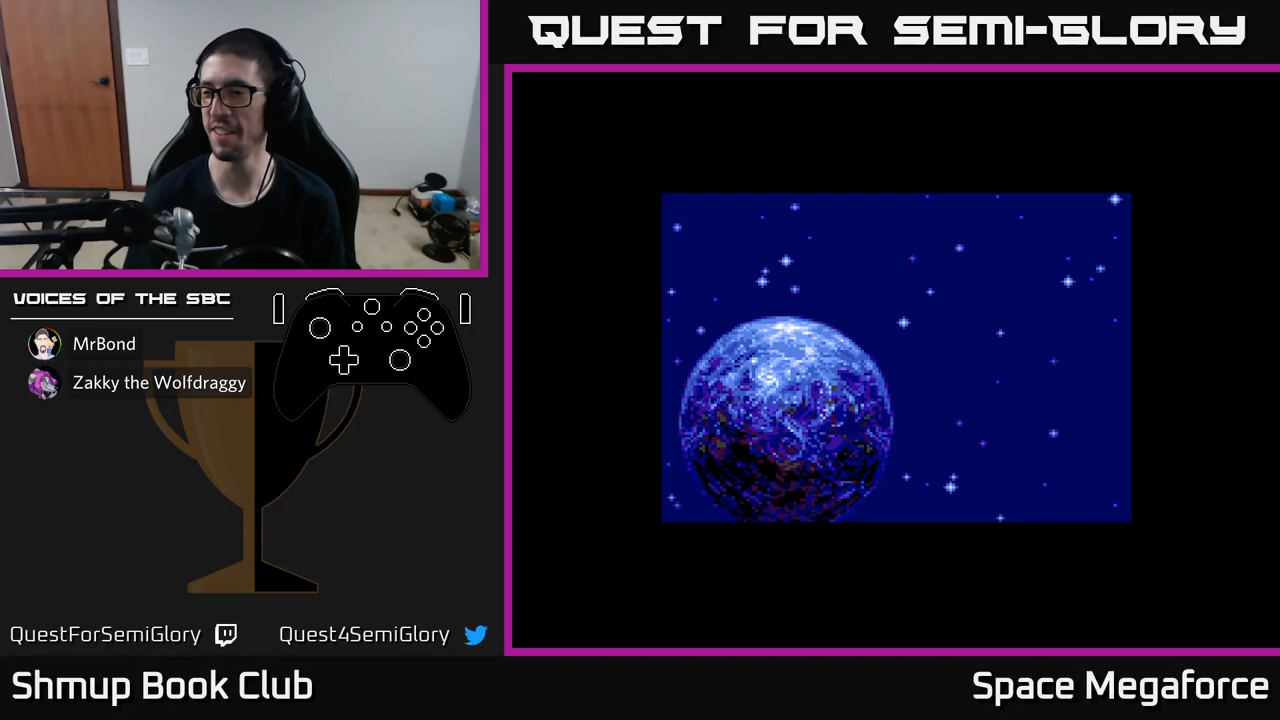 QUEST FOR SEMI-GLORY
VOICES OF THE SBC
MrBond
Zakky the Wolfdraggy
QuestForSemiGlory
Quest4SemiGlory
Shmup Book Club
Space Megaforce